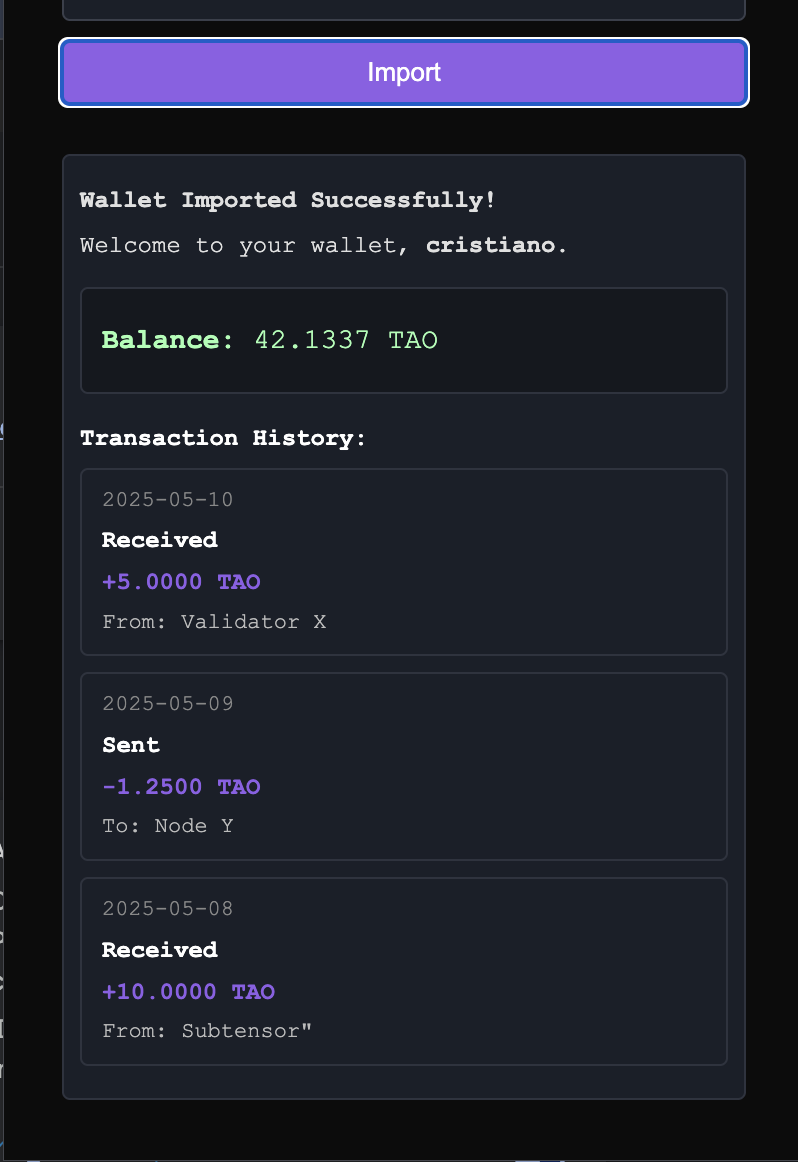 Import
Wallet Imported Successfully!
Welcome to your wallet, cristiano.
Balance: 42.1337 TAO
Transaction History:
2025-05-10
Received
+5.0000 TAO
From: Validator X
2025-05-09
Sent
-1.2500 TAO
To: Node Y
2025-05-08
Received
+10.0000 TAO
From: Subtensor"